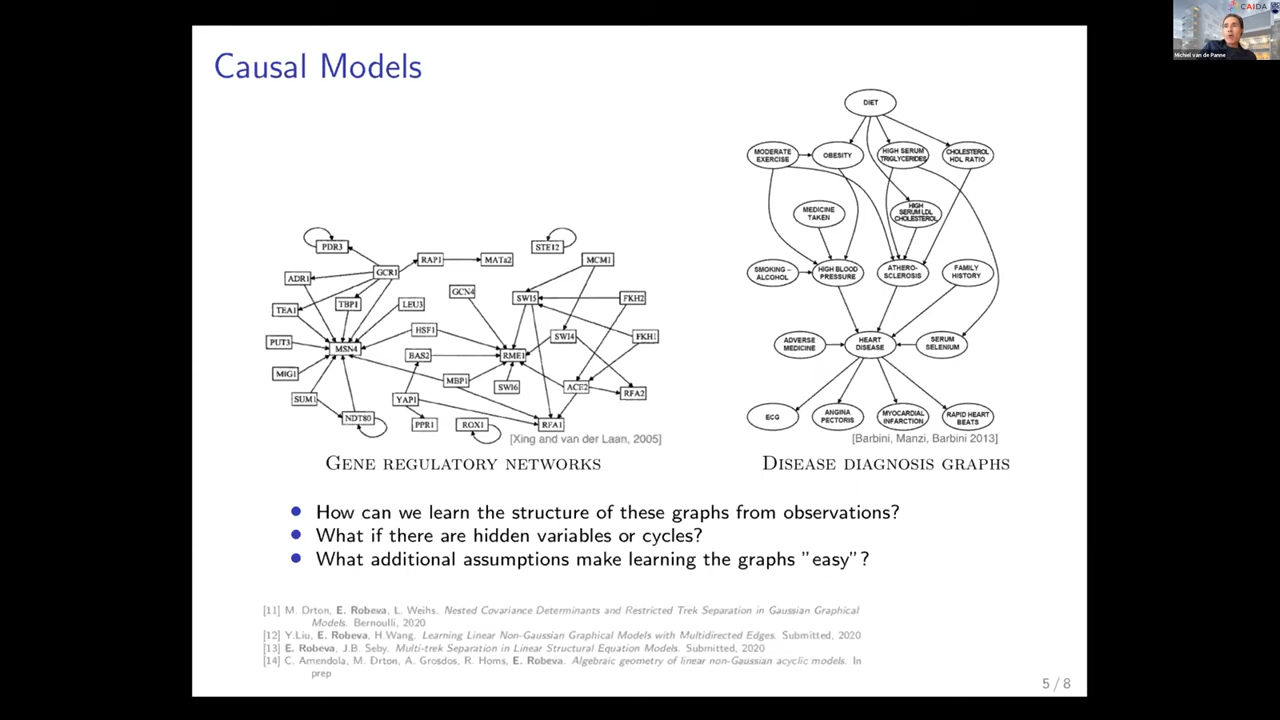 Causal Models
CAIDA
Michiel van de Panne
PDR3
STE12
RAP1
MATa2
MCM1
ADR1
GCR1
GCN4
SWI5
FKH2
TEA1
TBP1
LEU3
HSF1
SWI4
FKH1
PUT3
MSN4
BAS2
RME1
MIG1
MBP1
SWI6
ACE2
RFA2
SUM1
YAP1
NDT80
PPR1
ROX1
RFA1
[Xing and van der Laan, 2005]
GENE REGULATORY NETWORKS
DIET
MODERATE
EXERCISE
OBESITY
HIGH SERUM
TRIGLYCERIDES
CHOLESTEROL
HDL RATIO
MEDICINE
TAKEN
HIGH
SERUM LDL
CHOLESTEROL
SMOKING –
ALCOHOL
HIGH BLOOD
PRESSURE
ATHERO-
SCLEROSIS
FAMILY
HISTORY
ADVERSE
MEDICINE
HEART
DISEASE
SERUM
SELENIUM
ECG
ANGINA
PECTORIS
MYOCARDIAL
INFARCTION
RAPID HEART
BEATS
[Barbini, Manzi, Barbini 2013]
DISEASE DIAGNOSIS GRAPHS
• How can we learn the structure of these graphs from observations?
• What if there are hidden variables or cycles?
• What additional assumptions make learning the graphs ”easy”?
[11] M. Drton, E. Robeva, L. Weihs. Nested Covariance Determinants and Restricted Trek Separation in Gaussian Graphical
Models. Bernoulli, 2020
[12] Y.Liu, E. Robeva, H.Wang. Learning Linear Non-Gaussian Graphical Models with Multidirected Edges. Submitted, 2020
[13] E. Robeva, J.B. Seby. Multi-trek Separation in Linear Structural Equation Models. Submitted, 2020
[14] C. Amendola, M. Drton, A. Grosdos, R. Homs, E. Robeva. Algebraic geometry of linear non-Gaussian acyclic models. In
prep
5 / 8